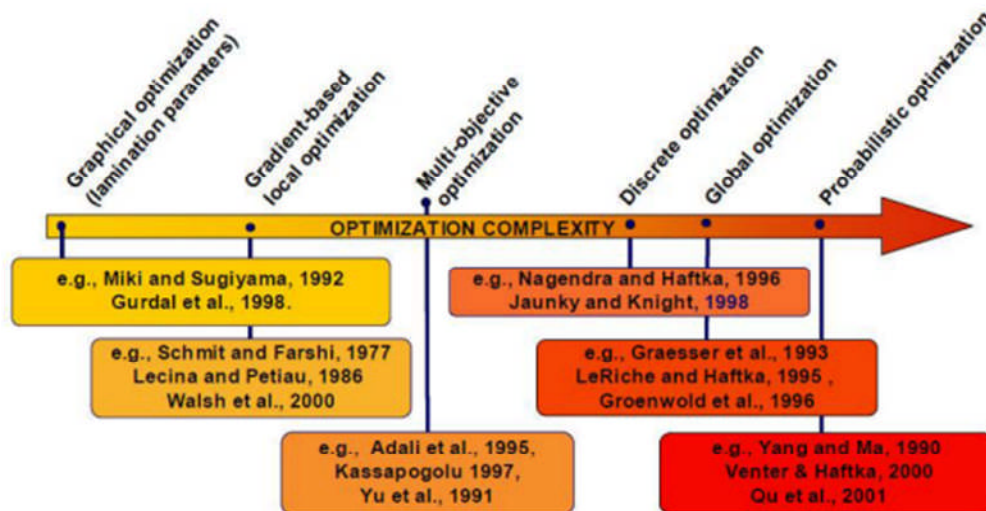 Graphical optimization
(lamination paramters)
Gradient-based
local optimization
Multi-objective
optimization
Discrete optimization
Global optimization
Probabilistic optimization
OPTIMIZATION COMPLEXITY
e.g., Miki and Sugiyama, 1992
Gurdal et al., 1998.
e.g., Nagendra and Haftka, 1996
Jaunky and Knight, 1998
e.g., Schmit and Farshi, 1977
Lecina and Petiau, 1986
Walsh et al., 2000
e.g., Graesser et al., 1993
LeRiche and Haftka, 1995 ,
Groenwold et al., 1996
e.g., Adali et al., 1995,
Kassapogolu 1997,
Yu et al., 1991
e.g., Yang and Ma, 1990
Venter & Haftka, 2000
Qu et al., 2001